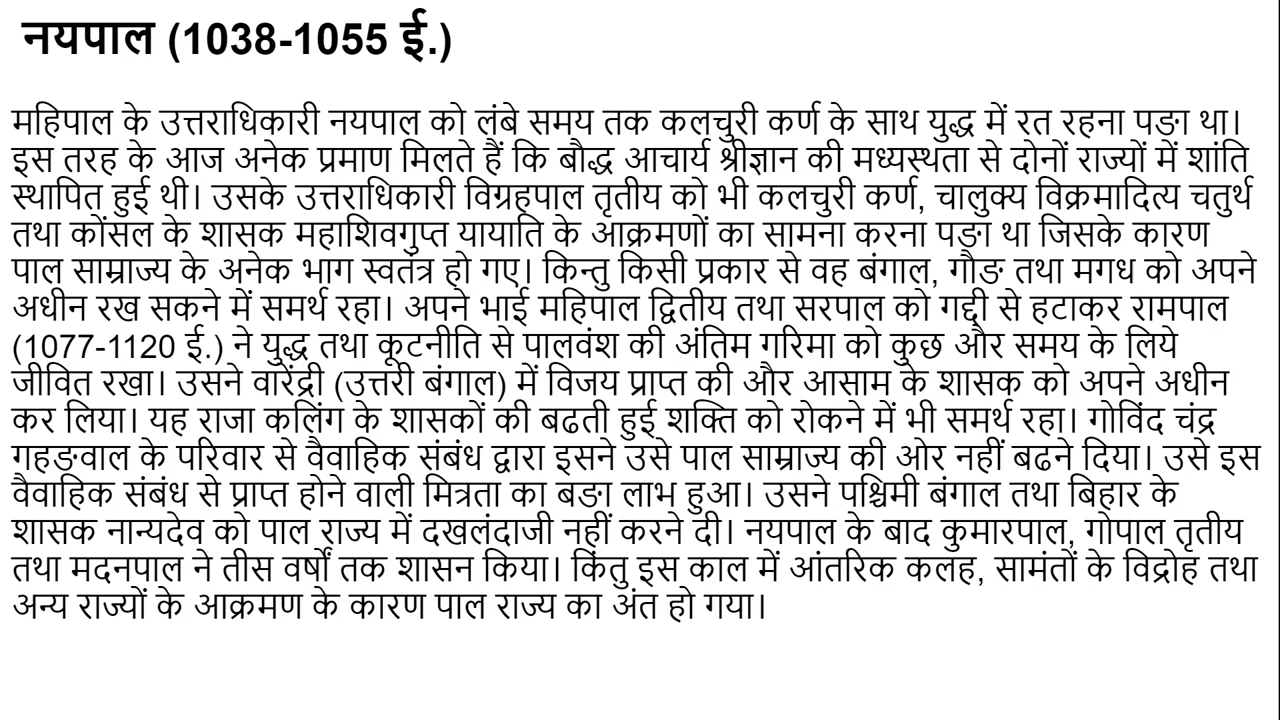 नयपाल (1038-1055 ई.)
महिपाल के उत्तराधिकारी नयपाल को लंबे समय तक कलचुरी कर्ण के साथ युद्ध में रत रहना पङा था।
इस तरह के आज अनेक प्रमाण मिलते हैं कि बौद्ध आचार्य श्रीज्ञान की मध्यस्थता से दोनों राज्यों में शांति
स्थापित हुई थी। उसके उत्तराधिकारी विग्रहपाल तृतीय को भी कलचुरी कर्ण, चालुक्य विक्रमादित्य चतुर्थ
तथा कोंसल के शासक महाशिवगुप्त यायाति के आक्रमणों का सामना करना पङा था जिसके कारण
पाल साम्राज्य के अनेक भाग स्वतंत्र हो गए। किन्तु किसी प्रकार से वह बंगाल, गौङ तथा मगध को अपने
अधीन रख सकने में समर्थ रहा। अपने भाई महिपाल द्वितीय तथा सरपाल को गद्दी से हटाकर रामपाल
(1077-1120 ई.) ने युद्ध तथा कूटनीति से पालवंश की अंतिम गरिमा को कुछ और समय के लिये
जीवित रखा। उसने वारेंद्री (उत्तरी बंगाल) में विजय प्राप्त की और आसाम के शासक को अपने अधीन
कर लिया। यह राजा कलिंग के शासकों की बढती हुई शक्ति को रोकने में भी समर्थ रहा। गोविंद चंद्र
गहङवाल के परिवार से वैवाहिक संबंध द्वारा इसने उसे पाल साम्राज्य की ओर नहीं बढने दिया। उसे इस
वैवाहिक संबंध से प्राप्त होने वाली मित्रता का बङा लाभ हुआ। उसने पश्चिमी बंगाल तथा बिहार के
शासक नान्यदेव को पाल राज्य में दखलंदाजी नहीं करने दी। नयपाल के बाद कुमारपाल, गोपाल तृतीय
तथा मदनपाल ने तीस वर्षों तक शासन किया। किंतु इस काल में आंतरिक कलह, सामंतों के विद्रोह तथा
अन्य राज्यों के आक्रमण के कारण पाल राज्य का अंत हो गया।